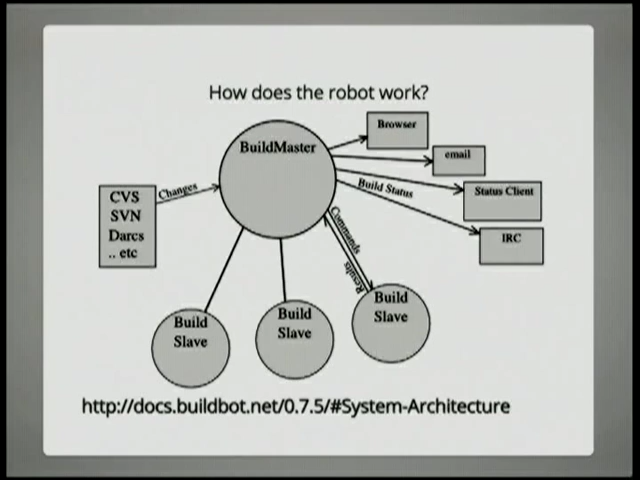 How does the robot work?
BuildMaster
Browser
email
Status Client
IRC
Build Status
Changes
CVS
SVN
Darcs
.. etc
Commands
Results
Build
Slave
Build
Slave
Build
Slave
http://docs.buildbot.net/0.7.5/#System-Architecture